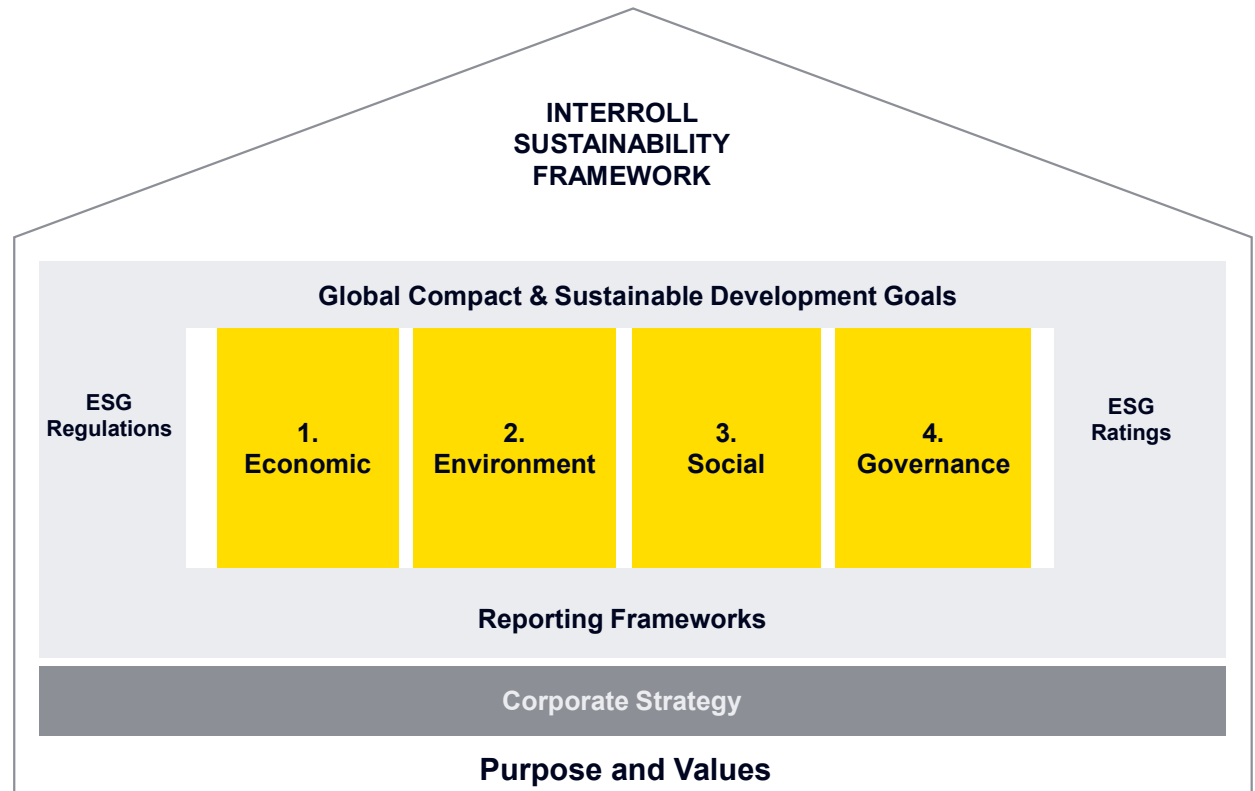 INTERROLL
SUSTAINABILITY
FRAMEWORK
Global Compact & Sustainable Development Goals
ESG
Regulations
1.
Economic
2.
Environment
3.
Social
4.
Governance
ESG
Ratings
Reporting Frameworks
Corporate Strategy
Purpose and Values